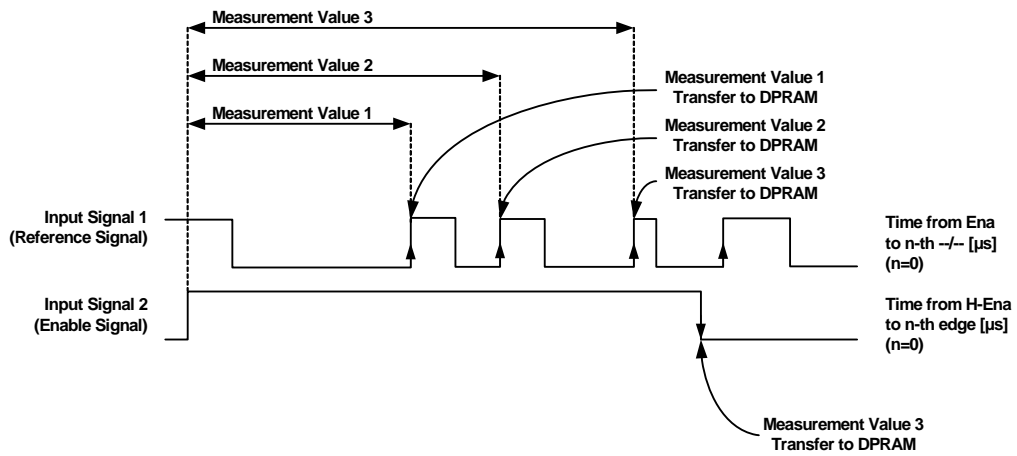 Measurement Value 3
Measurement Value 2
Measurement Value 1
Measurement Value 1
Transfer to DPRAM
Measurement Value 2
Transfer to DPRAM
Measurement Value 3
Transfer to DPRAM
Input Signal 1
(Reference Signal)
Time from Ena
to n-th --/-- [µs]
(n=0)
Input Signal 2
(Enable Signal)
Time from H-Ena
to n-th edge [µs]
(n=0)
Measurement Value 3
Transfer to DPRAM